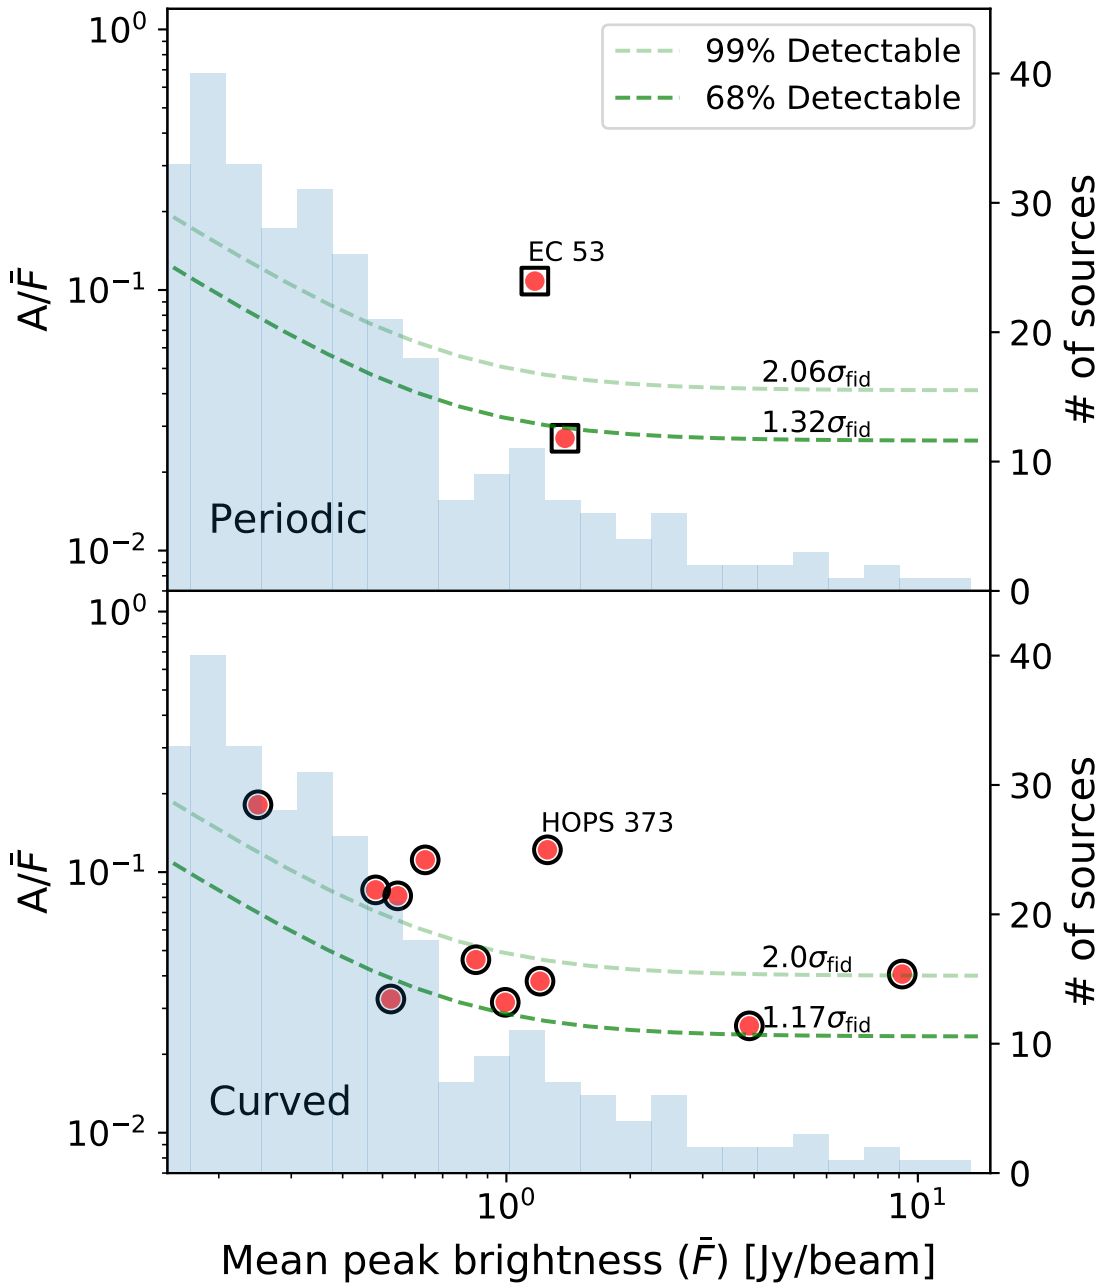 10⁰
99% Detectable
68% Detectable
40
30
EC 53
A/F̄
10⁻¹
# of sources
20
2.06σfid
1.32σfid
10
Periodic
10⁻²
0
10⁰
40
30
HOPS 373
A/F̄
10⁻¹
# of sources
20
2.0σfid
1.17σfid
10
Curved
10⁻²
0
10⁰ 10¹
Mean peak brightness (F̄) [Jy/beam]